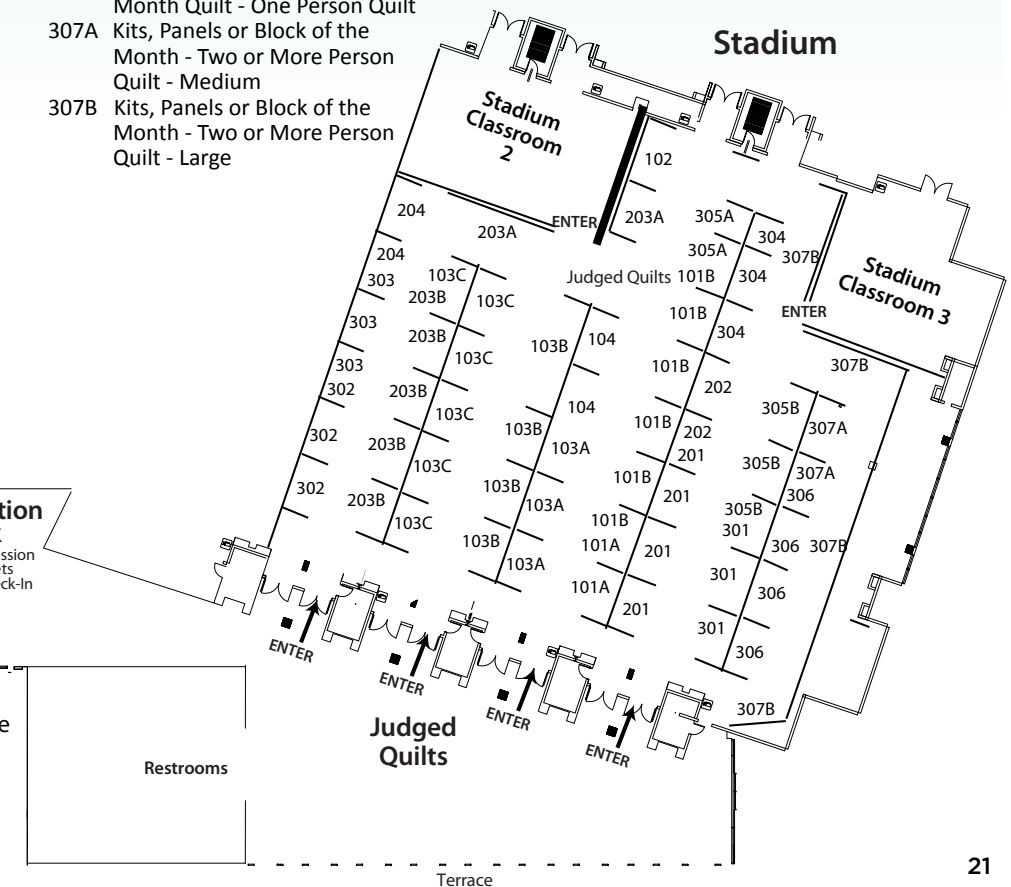 Month Quilt - One Person Quilt
307A Kits, Panels or Block of the
Month - Two or More Person
Quilt - Medium
307B Kits, Panels or Block of the
Month - Two or More Person
Quilt - Large
Stadium
Stadium
Classroom
2
102
203A
ENTER
204
203A
204
303
303
303
302
302
302
103C
203B
103C
203B
103C
203B
103C
203B
103C
203B
103C
Judged Quilts
103B
104
104
103B
103A
103B
103A
103B
103A
305A
304
305A
304
101B
101B
304
101B
202
101B
202
201
101B
201
101B
101A
201
101A
201
307B
Stadium
Classroom 3
ENTER
307B
305B
307A
305B
307A
306
305B
301
306
307B
301
306
301
306
307B
ENTER
ENTER
ENTER
ENTER
Judged
Quilts
Restrooms
Terrace
21